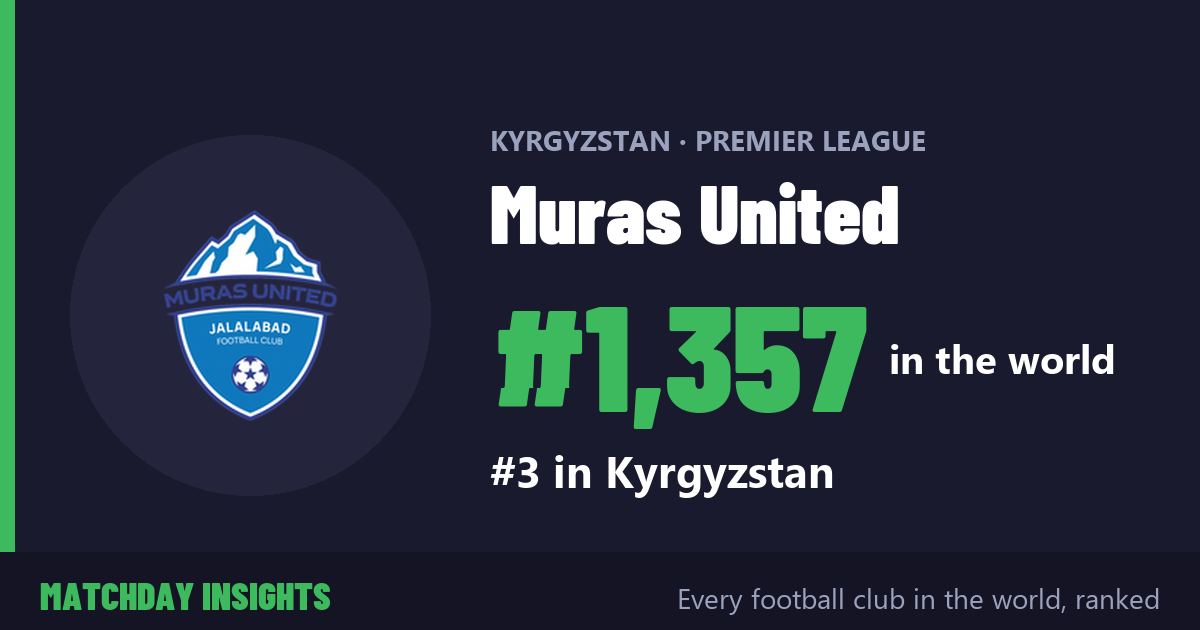 KYRGYZSTAN · PREMIER LEAGUE
Muras United
#1,357 in the world
#3 in Kyrgyzstan
MURAS UNITED
JALALABAD
FOOTBALL CLUB
MATCHDAY INSIGHTS
Every football club in the world, ranked